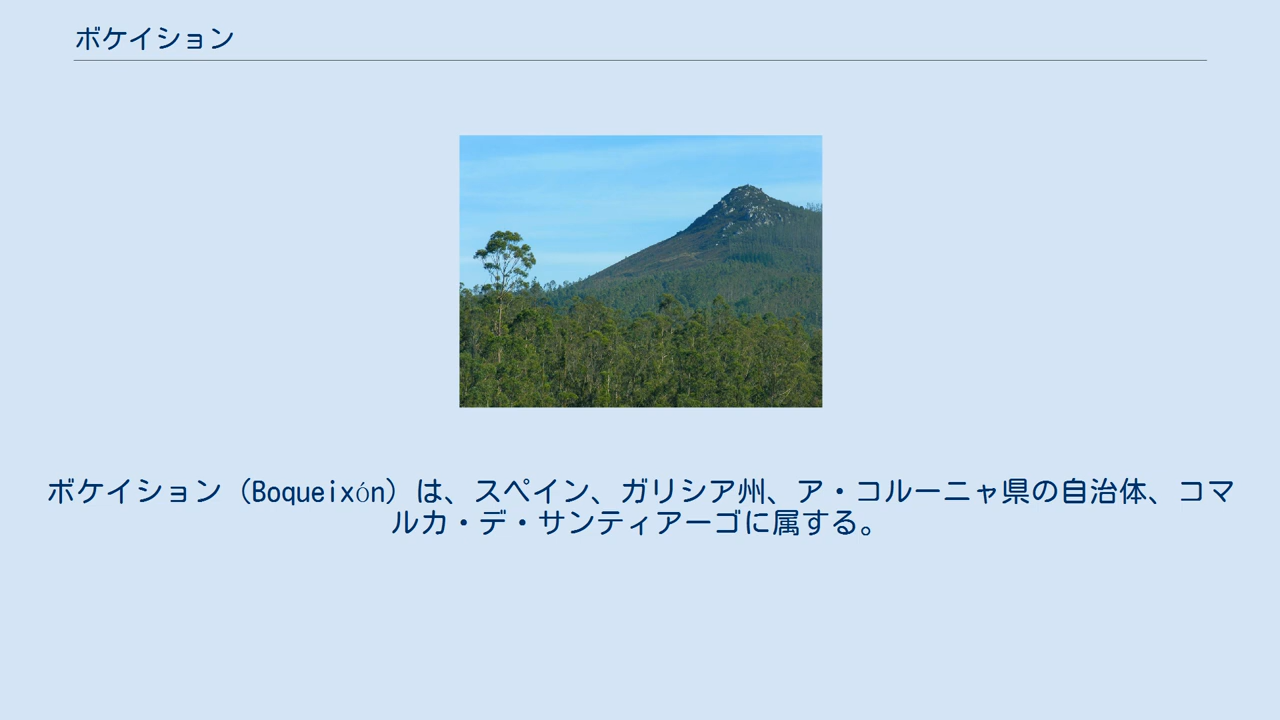 ボケイション
ボケイション（Boqueixón）は、スペイン、ガリシア州、ア・コルーニャ県の自治体、コマ
ルカ・デ・サンティアーゴに属する。